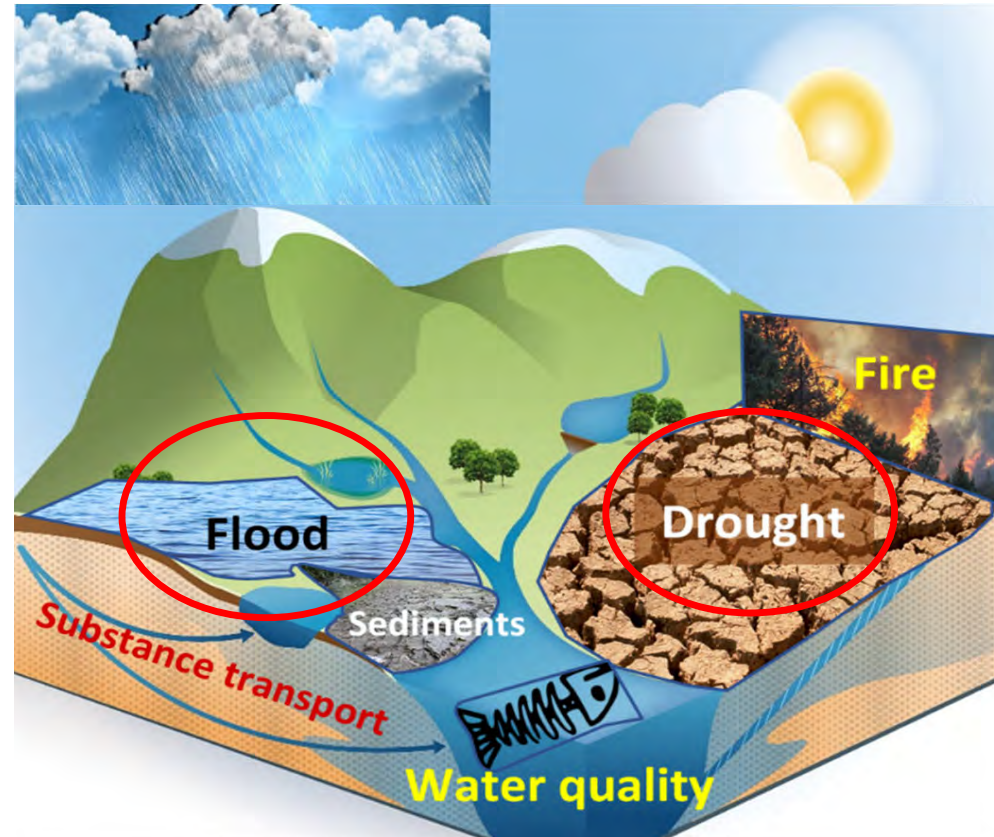 Fire
Flood
Drought
Sediments
Substance transport
Water quality